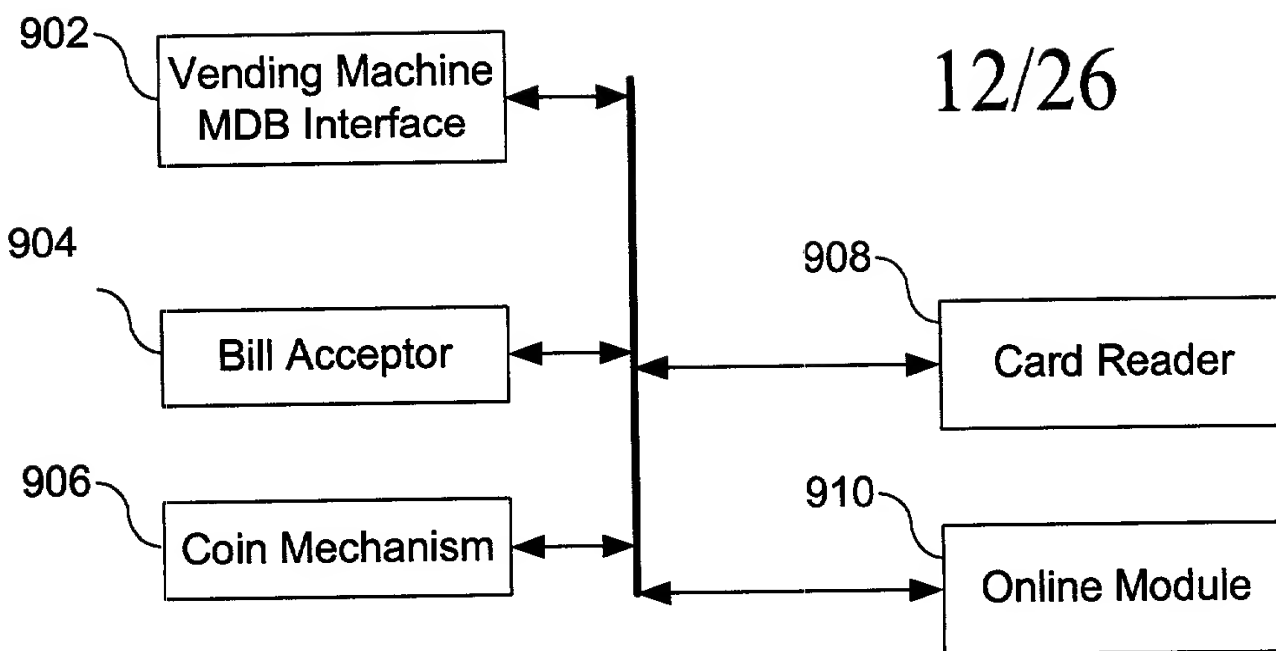 902
Vending Machine
MDB Interface
12/26
904
Bill Acceptor
906
Coin Mechanism
908
Card Reader
910
Online Module